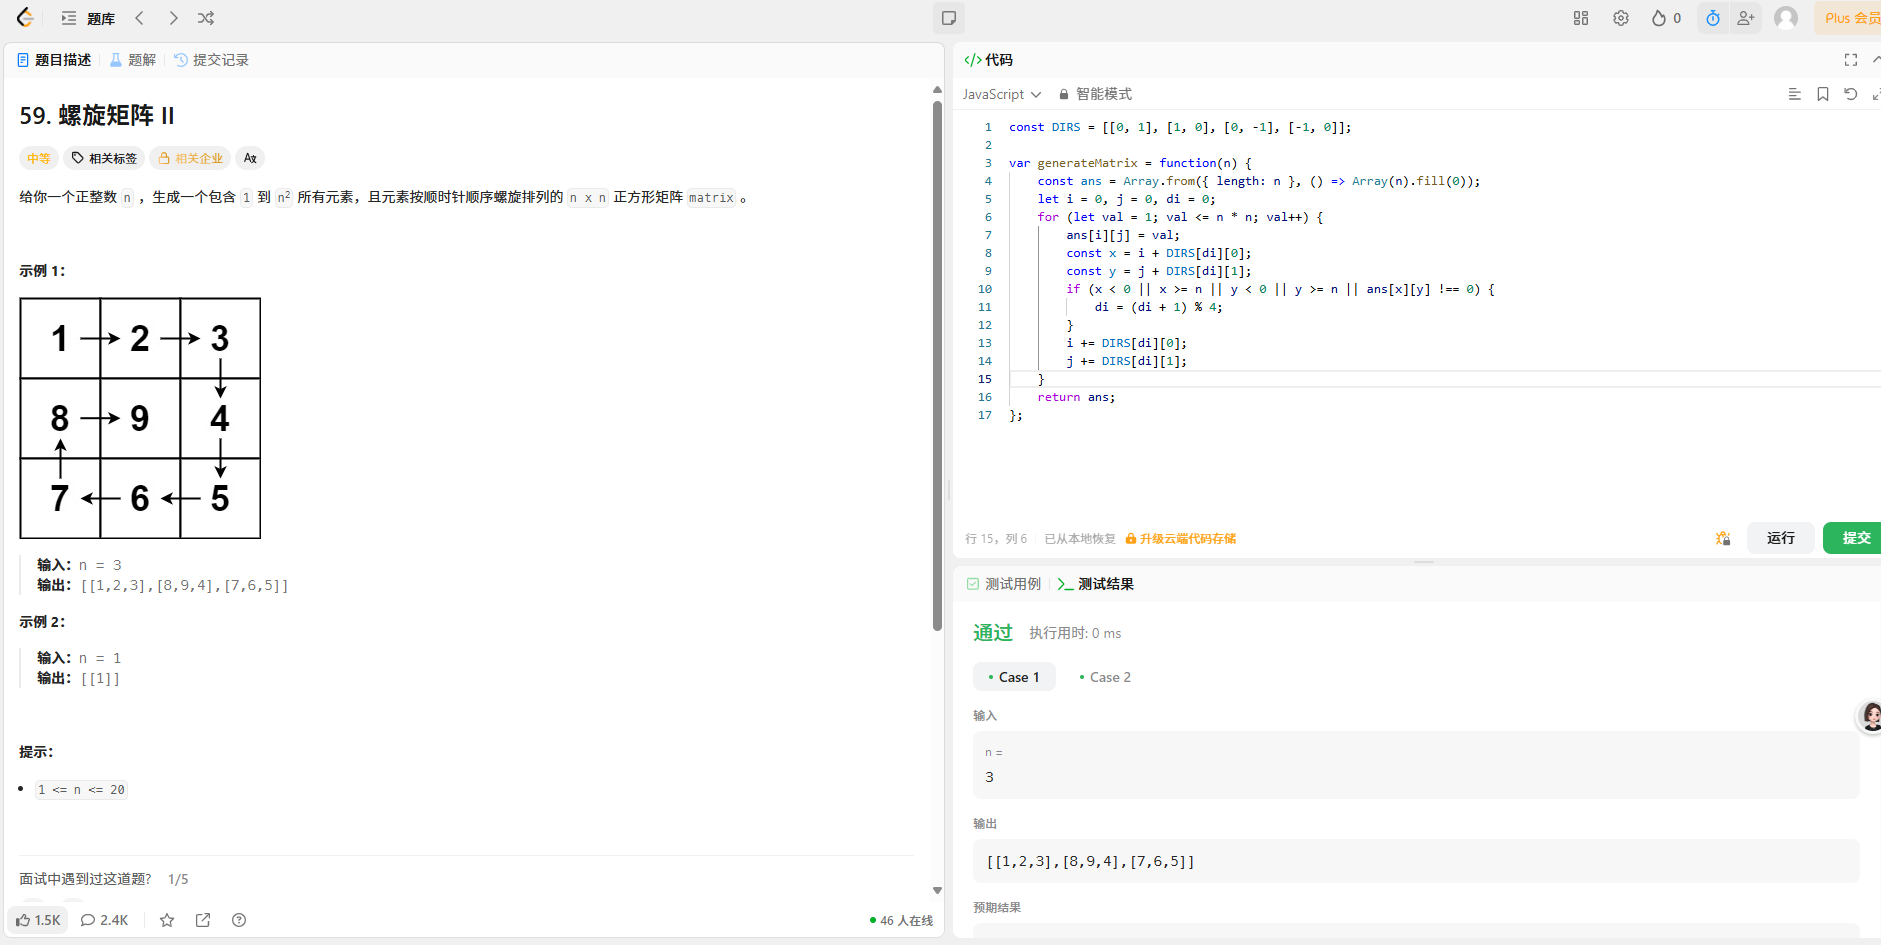 题库
0
Plus 会员
题目描述
题解
提交记录
59. 螺旋矩阵 II
中等
相关标签
相关企业
给你一个正整数 n ，生成一个包含 1 到 n² 所有元素，且元素按顺时针顺序螺旋排列的 n x n 正方形矩阵 matrix 。
示例 1：
1 2 3
8 9 4
7 6 5
输入：n = 3
输出：[[1,2,3],[8,9,4],[7,6,5]]
示例 2：
输入：n = 1
输出：[[1]]
提示：
1 <= n <= 20
面试中遇到过这道题? 1/5
1.5K
2.4K
46 人在线
</> 代码
JavaScript
智能模式
1 const DIRS = [[0, 1], [1, 0], [0, -1], [-1, 0]];
2
3 var generateMatrix = function(n) {
4     const ans = Array.from({ length: n }, () => Array(n).fill(0));
5     let i = 0, j = 0, di = 0;
6     for (let val = 1; val <= n * n; val++) {
7         ans[i][j] = val;
8         const x = i + DIRS[di][0];
9         const y = j + DIRS[di][1];
10         if (x < 0 || x >= n || y < 0 || y >= n || ans[x][y] !== 0) {
11             di = (di + 1) % 4;
12         }
13         i += DIRS[di][0];
14         j += DIRS[di][1];
15     }
16     return ans;
17 };
行 15，列 6
已从本地恢复
升级云端代码存储
运行
提交
测试用例
测试结果
通过
执行用时: 0 ms
Case 1
Case 2
输入
n =
3
输出
[[1,2,3],[8,9,4],[7,6,5]]
预期结果